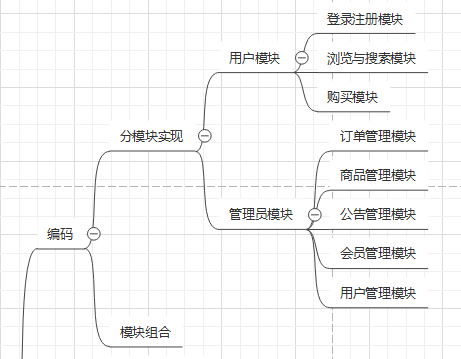 登录注册模块
用户模块
浏览与搜索模块
购买模块
分模块实现
订单管理模块
商品管理模块
管理员模块
公告管理模块
编码
会员管理模块
用户管理模块
模块组合